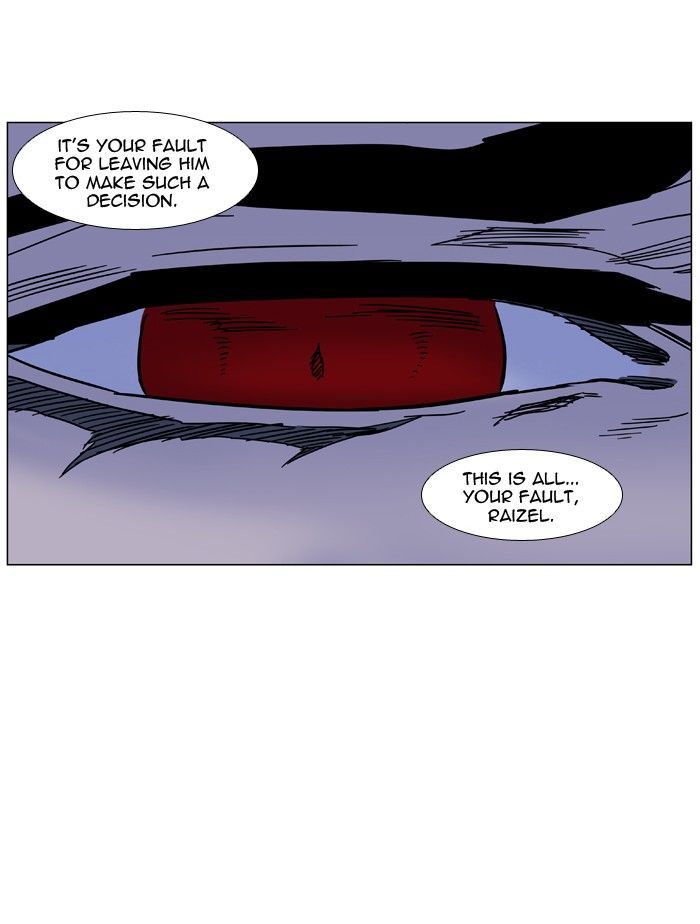 IT'S YOUR FAULT
FOR LEAVING HIM
TO MAKE SUCH A
DECISION.
THIS IS ALL...
YOUR FAULT,
RAIZEL.